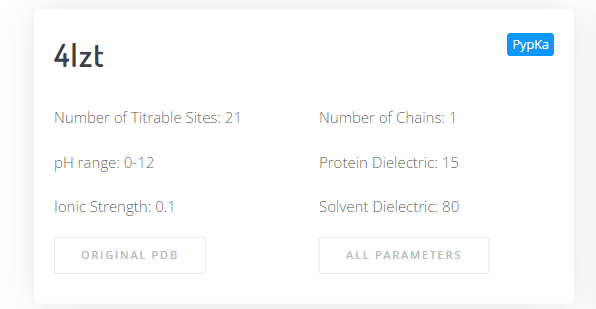 4lzt
PypKa
Number of Titrable Sites: 21
Number of Chains: 1
pH range: 0-12
Protein Dielectric: 15
Ionic Strength: 0.1
Solvent Dielectric: 80
ORIGINAL PDB
ALL PARAMETERS